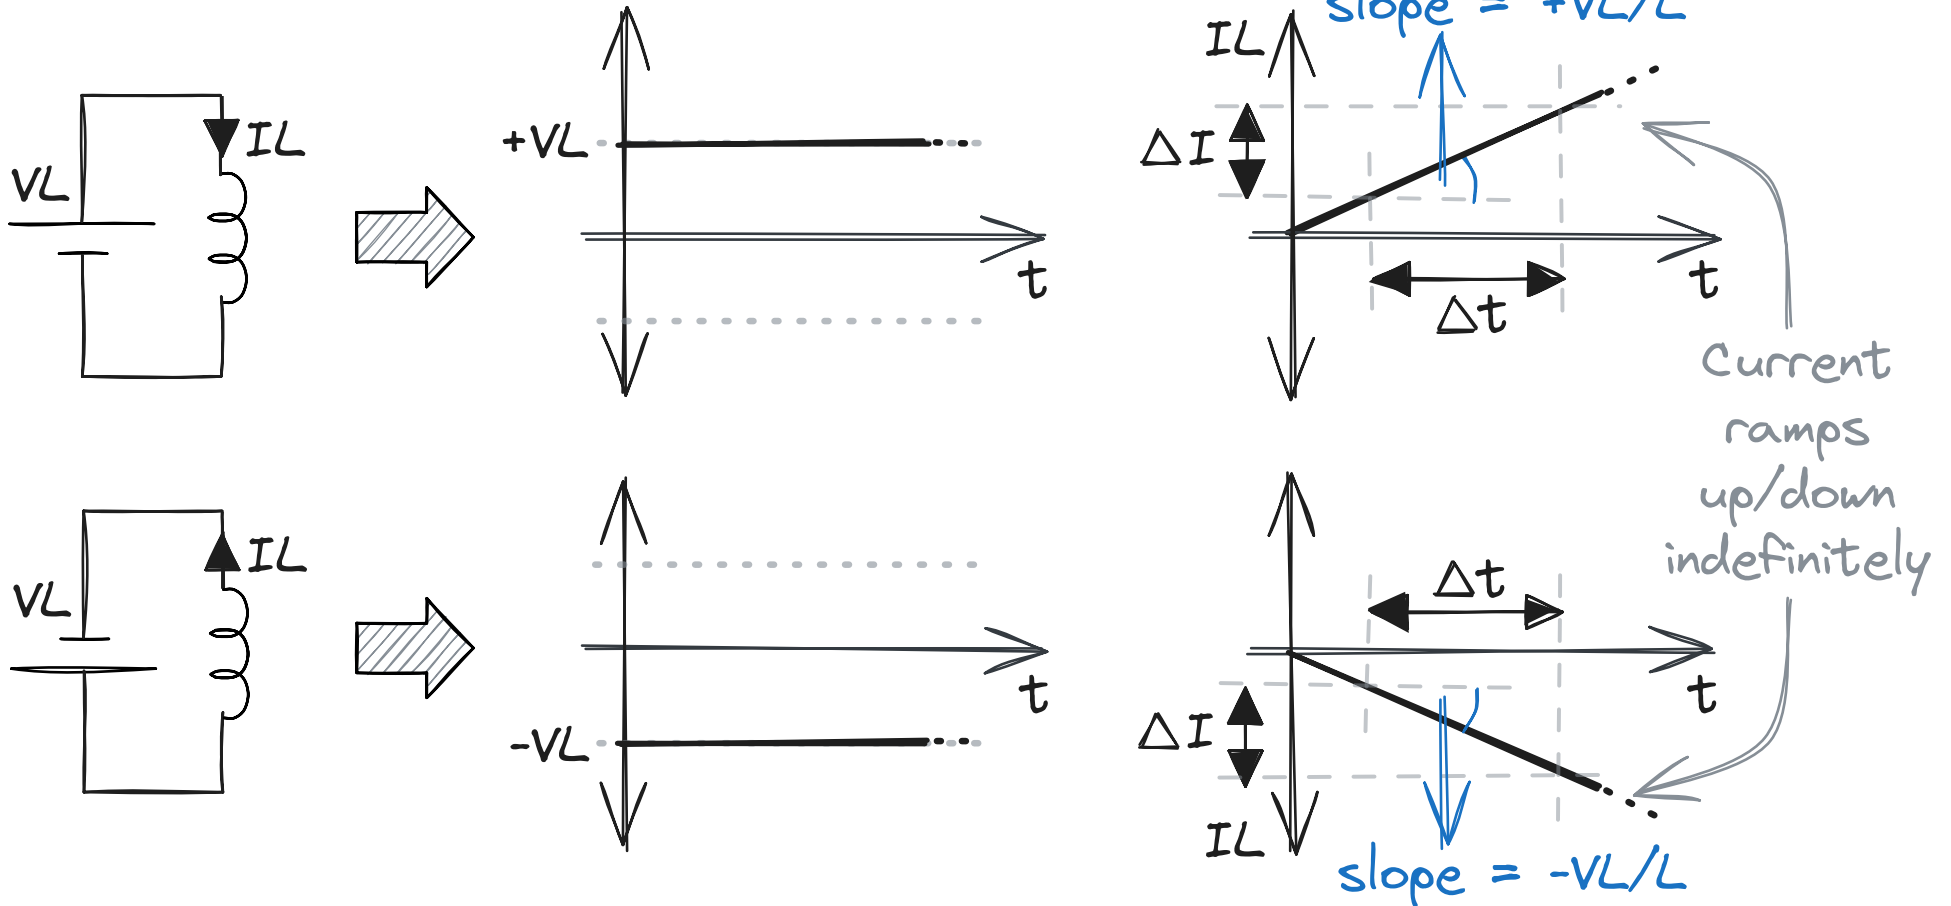 slope = +VL/L
IL
+VL
IL
VL
ΔI
t
t
Δt
Current
ramps
up/down
indefinitely
IL
VL
Δt
t
t
-VL
ΔI
IL
slope = -VL/L